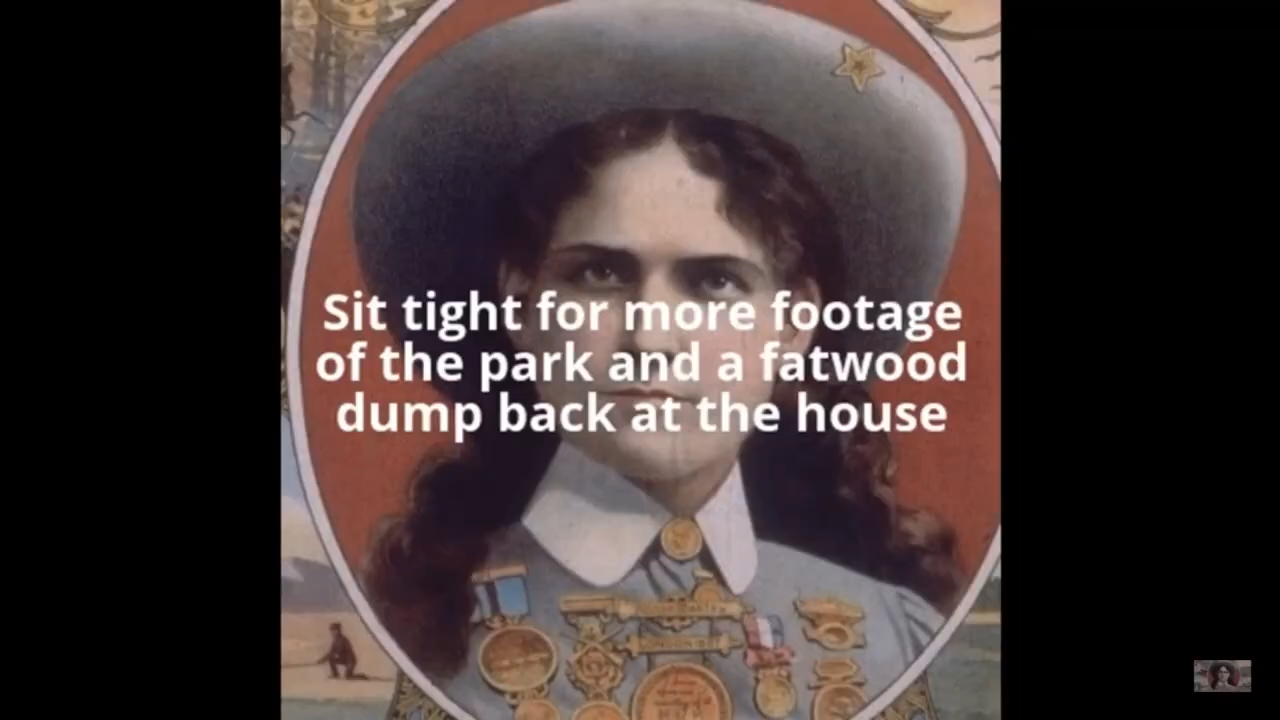 Sit tight for more footage
of the park and a fatwood
dump back at the house